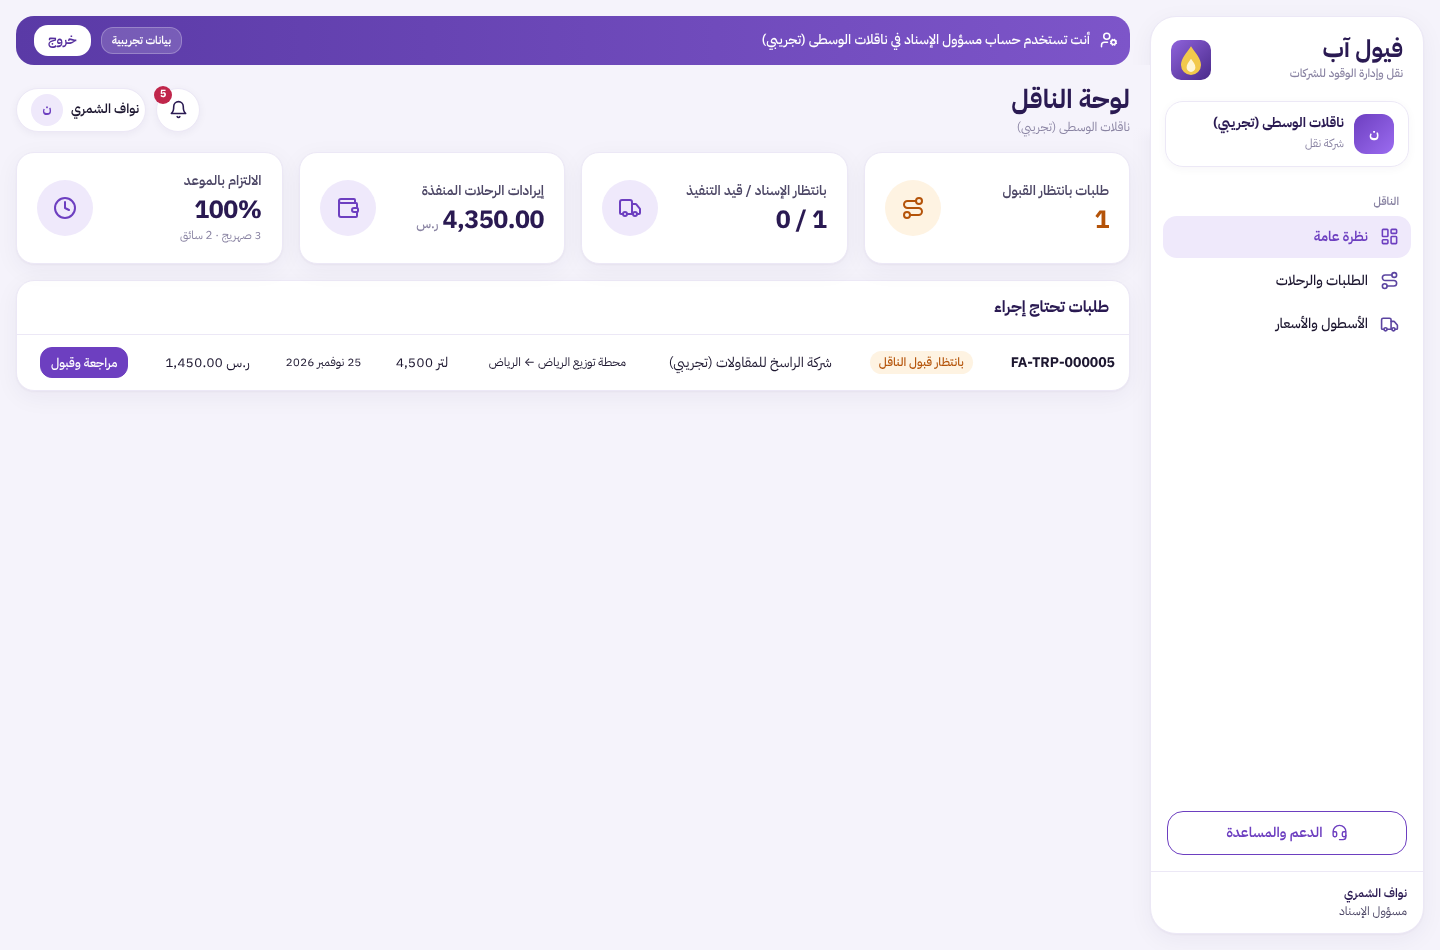 فيول آب
نقل وإدارة الوقود للشركات
ن
ناقلات الوسطى (تجريبي)
شركة نقل
الناقل
نظرة عامة
الطلبات والرحلات
الأسطول والأسعار
الدعم والمساعدة
نواف الشمري
مسؤول الإسناد
أنت تستخدم حساب مسؤول الإسناد في ناقلات الوسطى (تجريبي)
بيانات تجريبية
خروج
لوحة الناقل
ناقلات الوسطى (تجريبي)
5
نواف الشمري
ن
طلبات بانتظار القبول
1
بانتظار الإسناد / قيد التنفيذ
0 / 1
إيرادات الرحلات المنفذة
4,350.00 ر.س
الالتزام بالموعد
100%
3 صهريج · 2 سائق
طلبات تحتاج إجراء
FA-TRP-000005
بانتظار قبول الناقل
شركة الراسخ للمقاولات (تجريبي)
محطة توزيع الرياض ← الرياض
4,500 لتر
25 نوفمبر 2026
1,450.00 ر.س
مراجعة وقبول